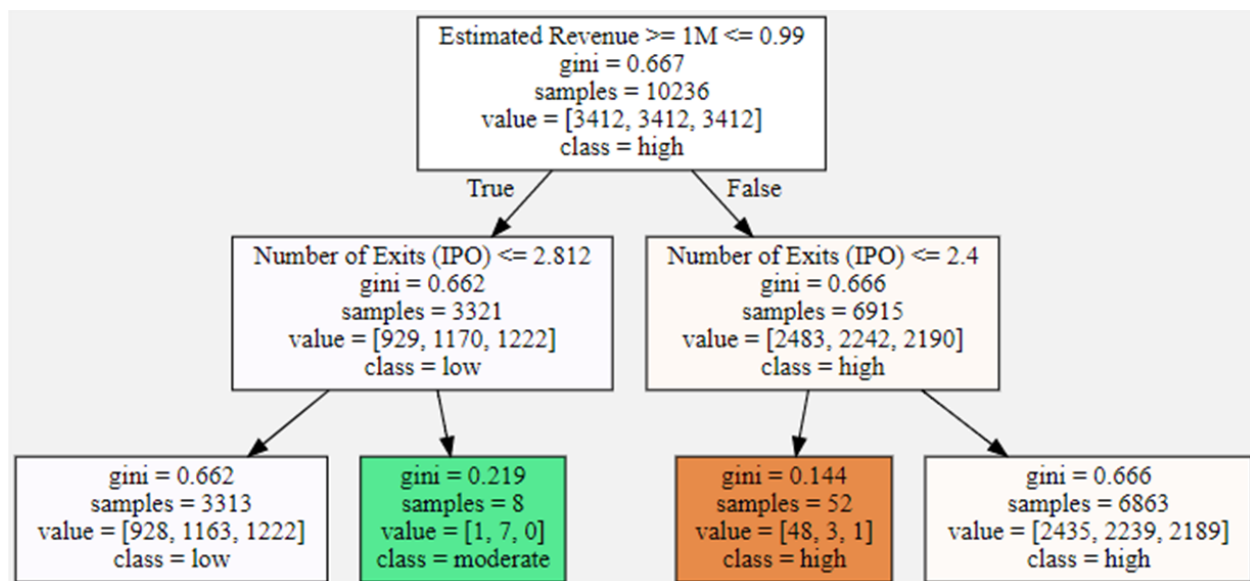 Estimated Revenue >= 1M <= 0.99
gini = 0.667
samples = 10236
value = [3412, 3412, 3412]
class = high
True
False
Number of Exits (IPO) <= 2.812
gini = 0.662
samples = 3321
value = [929, 1170, 1222]
class = low
Number of Exits (IPO) <= 2.4
gini = 0.666
samples = 6915
value = [2483, 2242, 2190]
class = high
gini = 0.662
samples = 3313
value = [928, 1163, 1222]
class = low
gini = 0.219
samples = 8
value = [1, 7, 0]
class = moderate
gini = 0.144
samples = 52
value = [48, 3, 1]
class = high
gini = 0.666
samples = 6863
value = [2435, 2239, 2189]
class = high